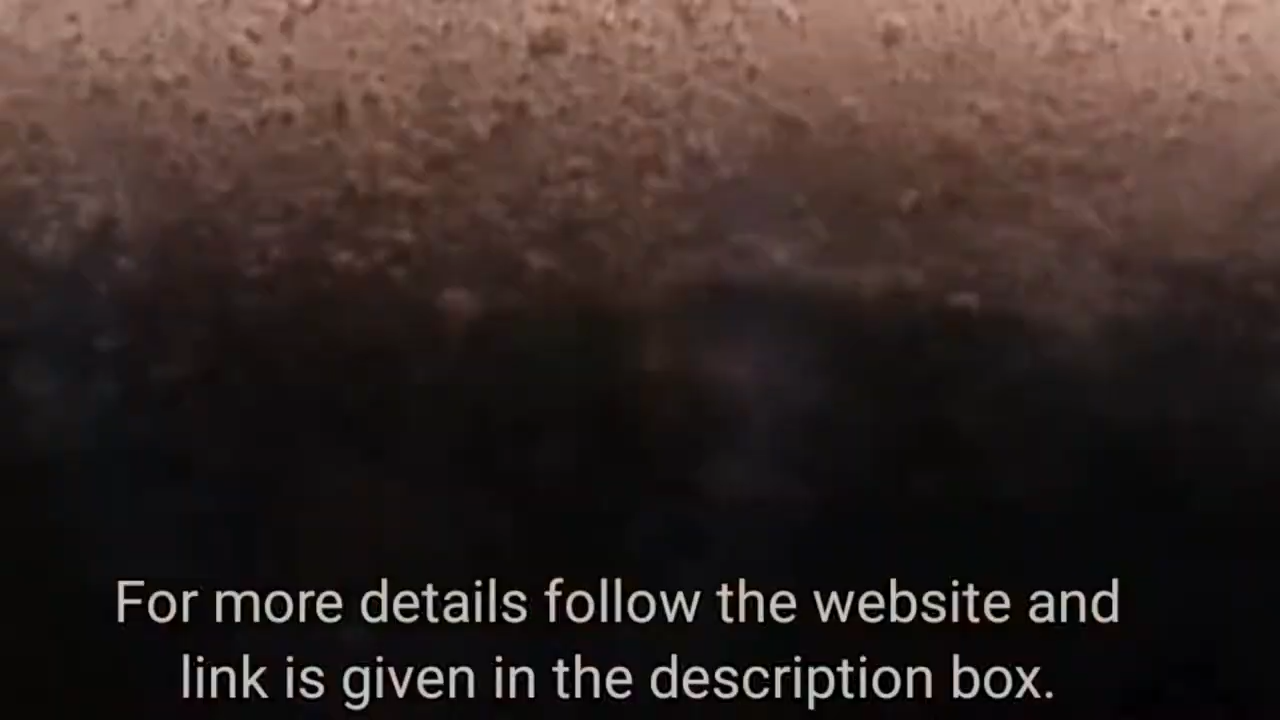 For more details follow the website and
link is given in the description box.